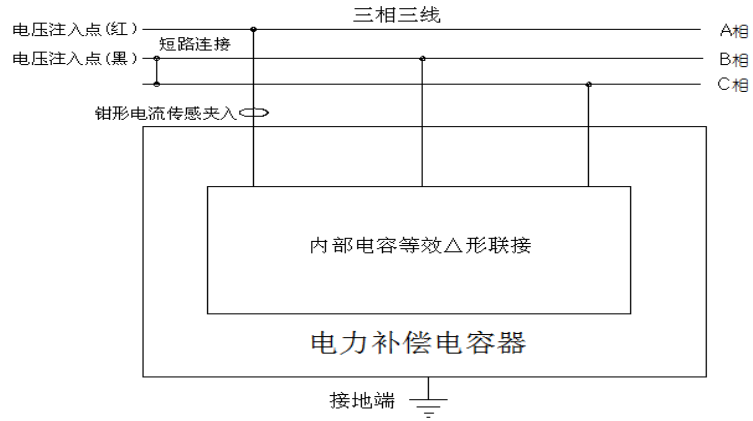 三相三线
电压注入点(红)
A相
短路连接
电压注入点(黑)
B相
C相
钳形电流传感夹入
内部电容等效△形联接
电力补偿电容器
接地端